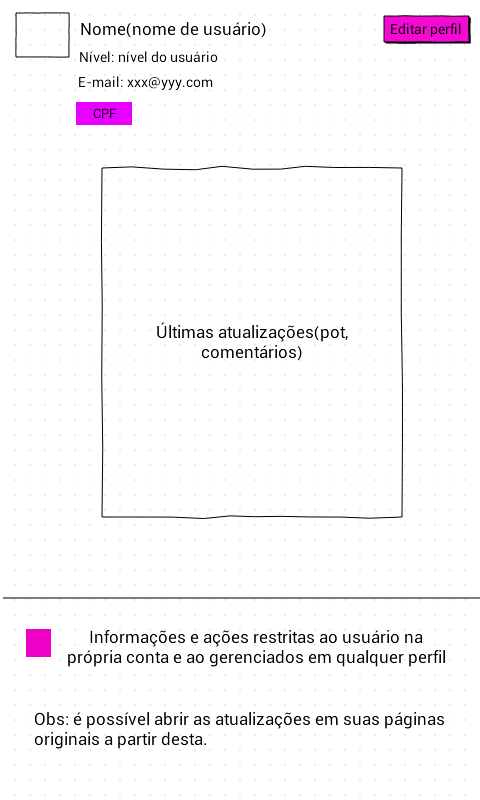 Nome(nome de usuário)
Editar perfil
Nível: nível do usuário
E-mail: xxx@yyy.com
CPF
Últimas atualizações(pot,
comentários)
Informações e ações restritas ao usuário na
própria conta e ao gerenciados em qualquer perfil
Obs: é possível abrir as atualizações em suas páginas
originais a partir desta.